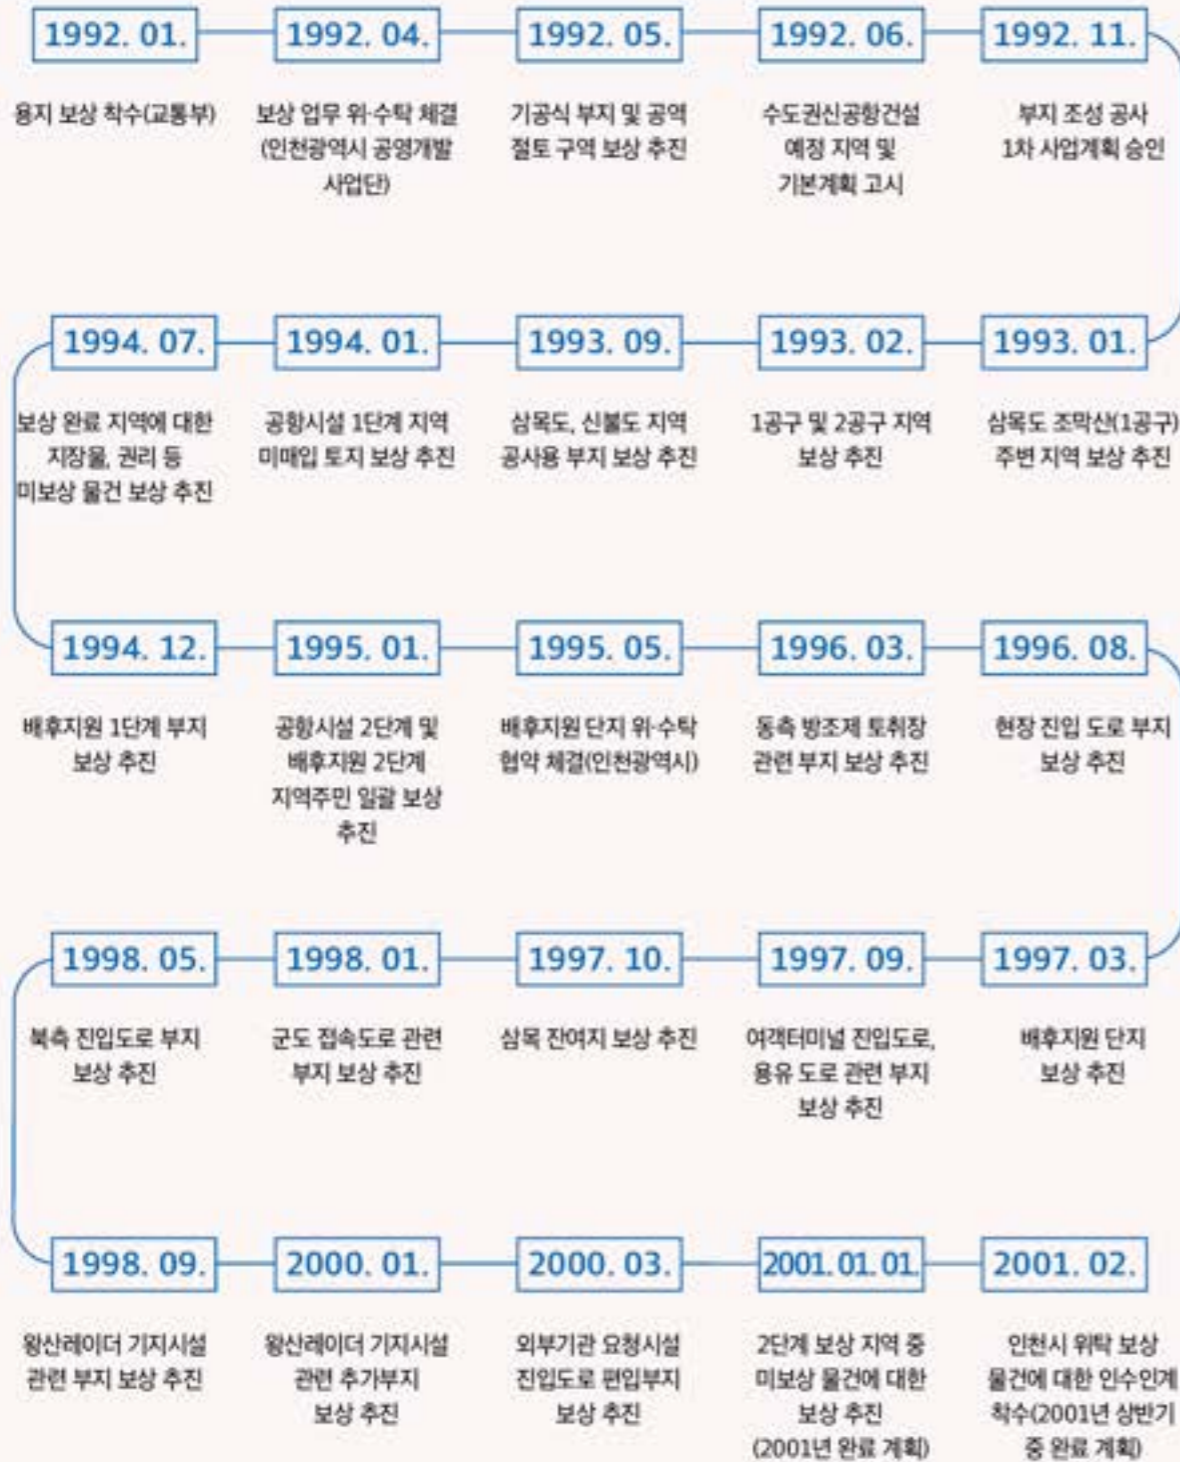 1992. 01.
용지 보상 착수(교통부)
1992. 04.
보상 업무 위·수탁 체결
(인천광역시 공영개발
사업단)
1992. 05.
기공식 부지 및 공역
절토 구역 보상 추진
1992. 06.
수도권신공항건설
예정 지역 및
기본계획 고시
1992. 11.
부지 조성 공사
1차 사업계획 승인
1993. 01.
삼목도 조막산(1공구)
주변 지역 보상 추진
1993. 02.
1공구 및 2공구 지역
보상 추진
1993. 09.
삼목도, 신불도 지역
공사용 부지 보상 추진
1994. 01.
공항시설 1단계 지역
미매입 토지 보상 추진
1994. 07.
보상 완료 지역에 대한
지장물, 권리 등
미보상 물건 보상 추진
1994. 12.
배후지원 1단계 부지
보상 추진
1995. 01.
공항시설 2단계 및
배후지원 2단계
지역주민 일괄 보상
추진
1995. 05.
배후지원 단지 위·수탁
협약 체결(인천광역시)
1996. 03.
동측 방조제 토취장
관련 부지 보상 추진
1996. 08.
현장 진입 도로 부지
보상 추진
1997. 03.
배후지원 단지
보상 추진
1997. 09.
여객터미널 진입도로,
용유 도로 관련 부지
보상 추진
1997. 10.
삼목 잔여지 보상 추진
1998. 01.
군도 접속도로 관련
부지 보상 추진
1998. 05.
북측 진입도로 부지
보상 추진
1998. 09.
왕산레이더 기지시설
관련 부지 보상 추진
2000. 01.
왕산레이더 기지시설
관련 추가부지
보상 추진
2000. 03.
외부기관 요청시설
진입도로 편입부지
보상 추진
2001. 01. 01.
2단계 보상 지역 중
미보상 물건에 대한
보상 추진
(2001년 완료 계획)
2001. 02.
인천시 위탁 보상
물건에 대한 인수인계
착수(2001년 상반기
중 완료 계획)